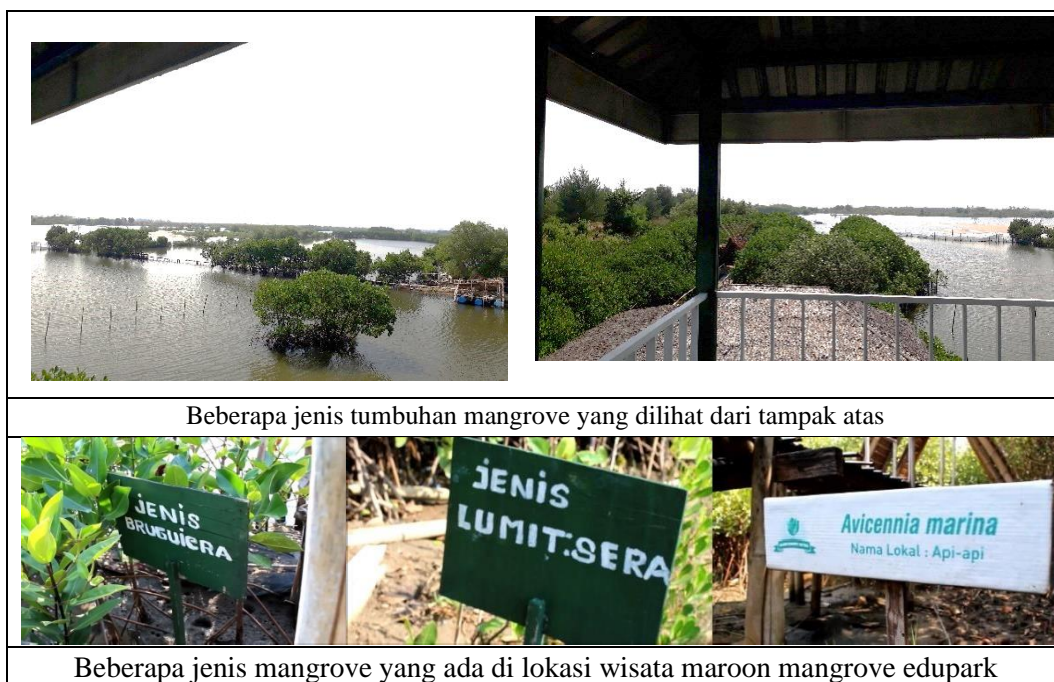 Beberapa jenis tumbuhan mangrove yang dilihat dari tampak atas
JENIS
BRUGUIERA
JENIS
LUMIT:SERA
Avicennia marina
Nama Lokal : Api-api
Beberapa jenis mangrove yang ada di lokasi wisata maroon mangrove edupark